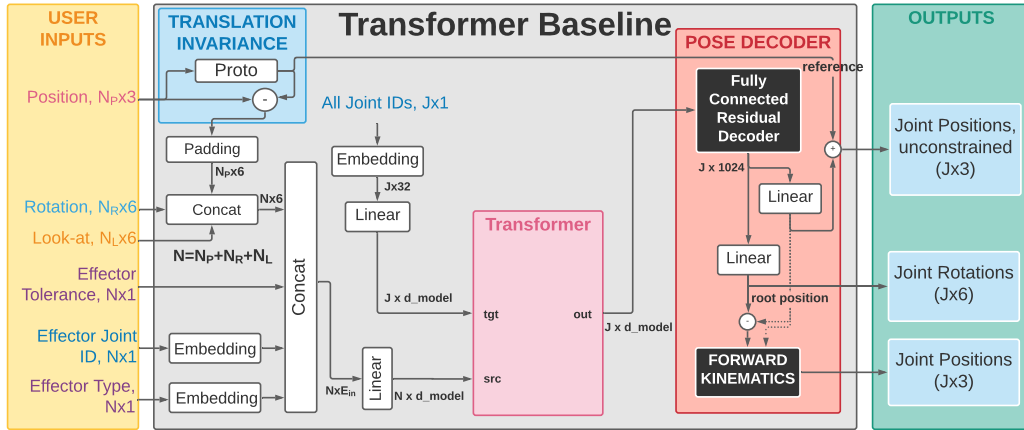 USER
INPUTS
Position, NPx3
Rotation, NRx6
Look-at, NLx6
Effector
Tolerance, Nx1
Effector Joint
ID, Nx1
Effector Type,
Nx1
Transformer Baseline
TRANSLATION
INVARIANCE
Proto
-
Padding
NPx6
Concat
Nx6
N=NP+NR+NL
Embedding
Embedding
Concat
NxEin
Linear
N x d_model
All Joint IDs, Jx1
Embedding
Jx32
Linear
J x d_model
Transformer
tgt
out
src
J x d_model
POSE DECODER
reference
Fully
Connected
Residual
Decoder
J x 1024
+
Linear
Linear
root position
-
FORWARD
KINEMATICS
OUTPUTS
Joint Positions,
unconstrained
(Jx3)
Joint Rotations
(Jx6)
Joint Positions
(Jx3)